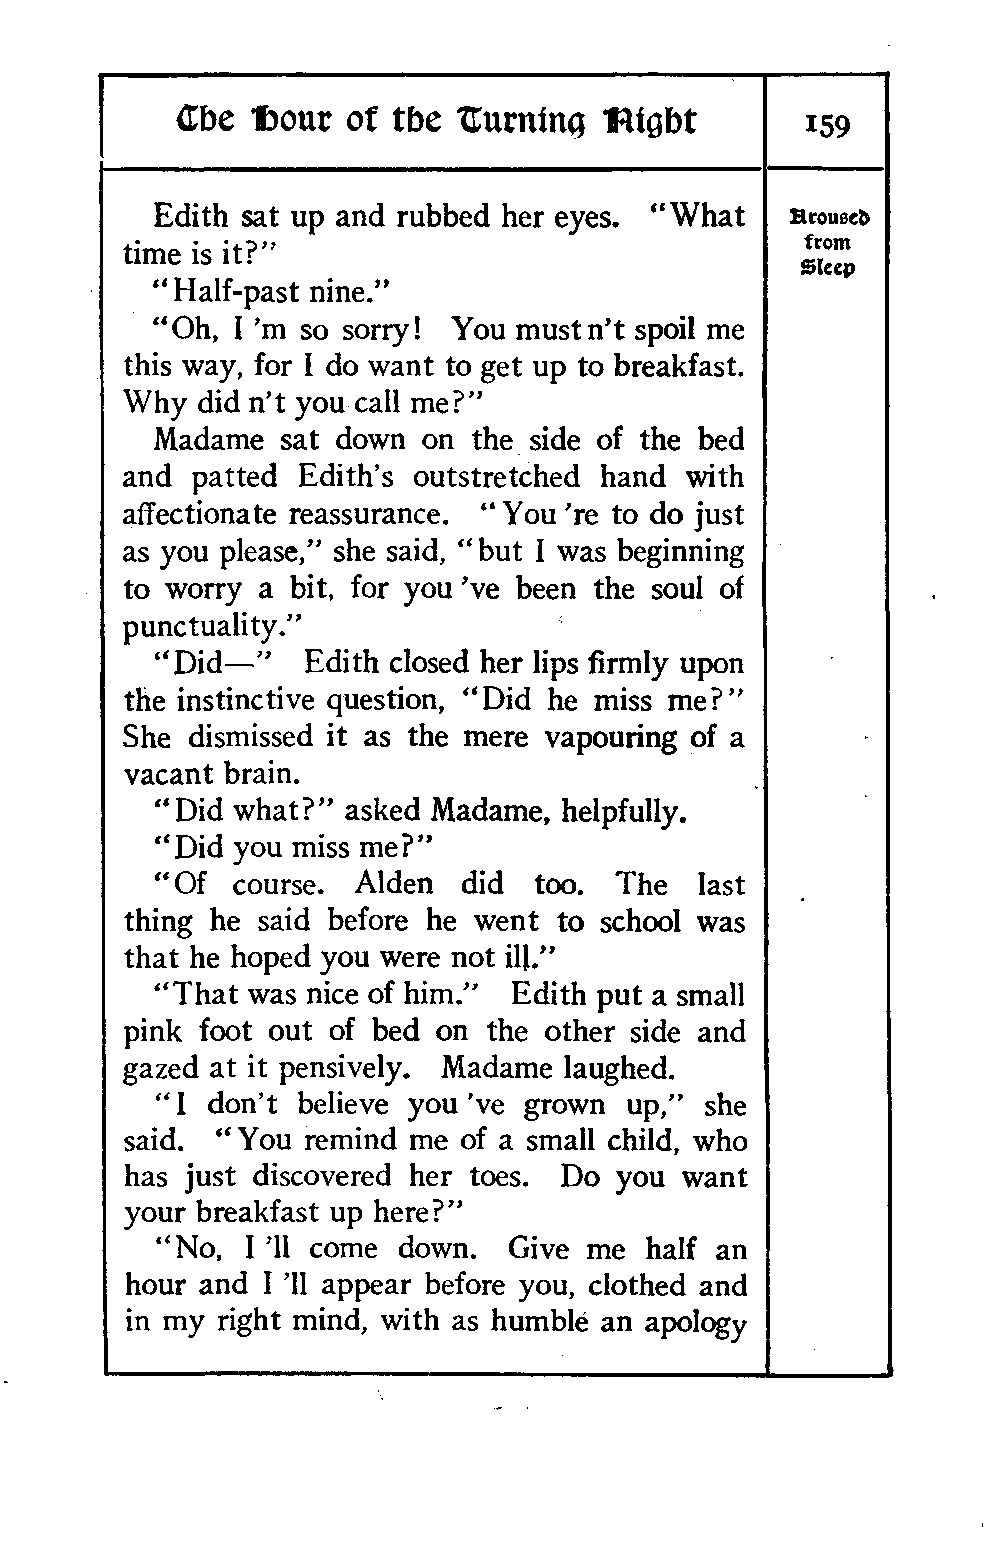 The Hour of the Turning Night 159
Aroused
from
Sleep
Edith sat up and rubbed her eyes. "What
time is it?"
"Half-past nine."
"Oh, I 'm so sorry! You must n't spoil me
this way, for I do want to get up to breakfast.
Why did n't you call me?"
Madame sat down on the side of the bed
and patted Edith's outstretched hand with
affectionate reassurance. "You 're to do just
as you please," she said, "but I was beginning
to worry a bit, for you 've been the soul of
punctuality."
"Did—" Edith closed her lips firmly upon
the instinctive question, "Did he miss me?"
She dismissed it as the mere vapouring of a
vacant brain.
"Did what?" asked Madame, helpfully.
"Did you miss me?"
"Of course. Alden did too. The last
thing he said before he went to school was
that he hoped you were not ill."
"That was nice of him." Edith put a small
pink foot out of bed on the other side and
gazed at it pensively. Madame laughed.
"I don't believe you 've grown up," she
said. "You remind me of a small child, who
has just discovered her toes. Do you want
your breakfast up here?"
"No, I 'll come down. Give me half an
hour and I 'll appear before you, clothed and
in my right mind, with as humble an apology